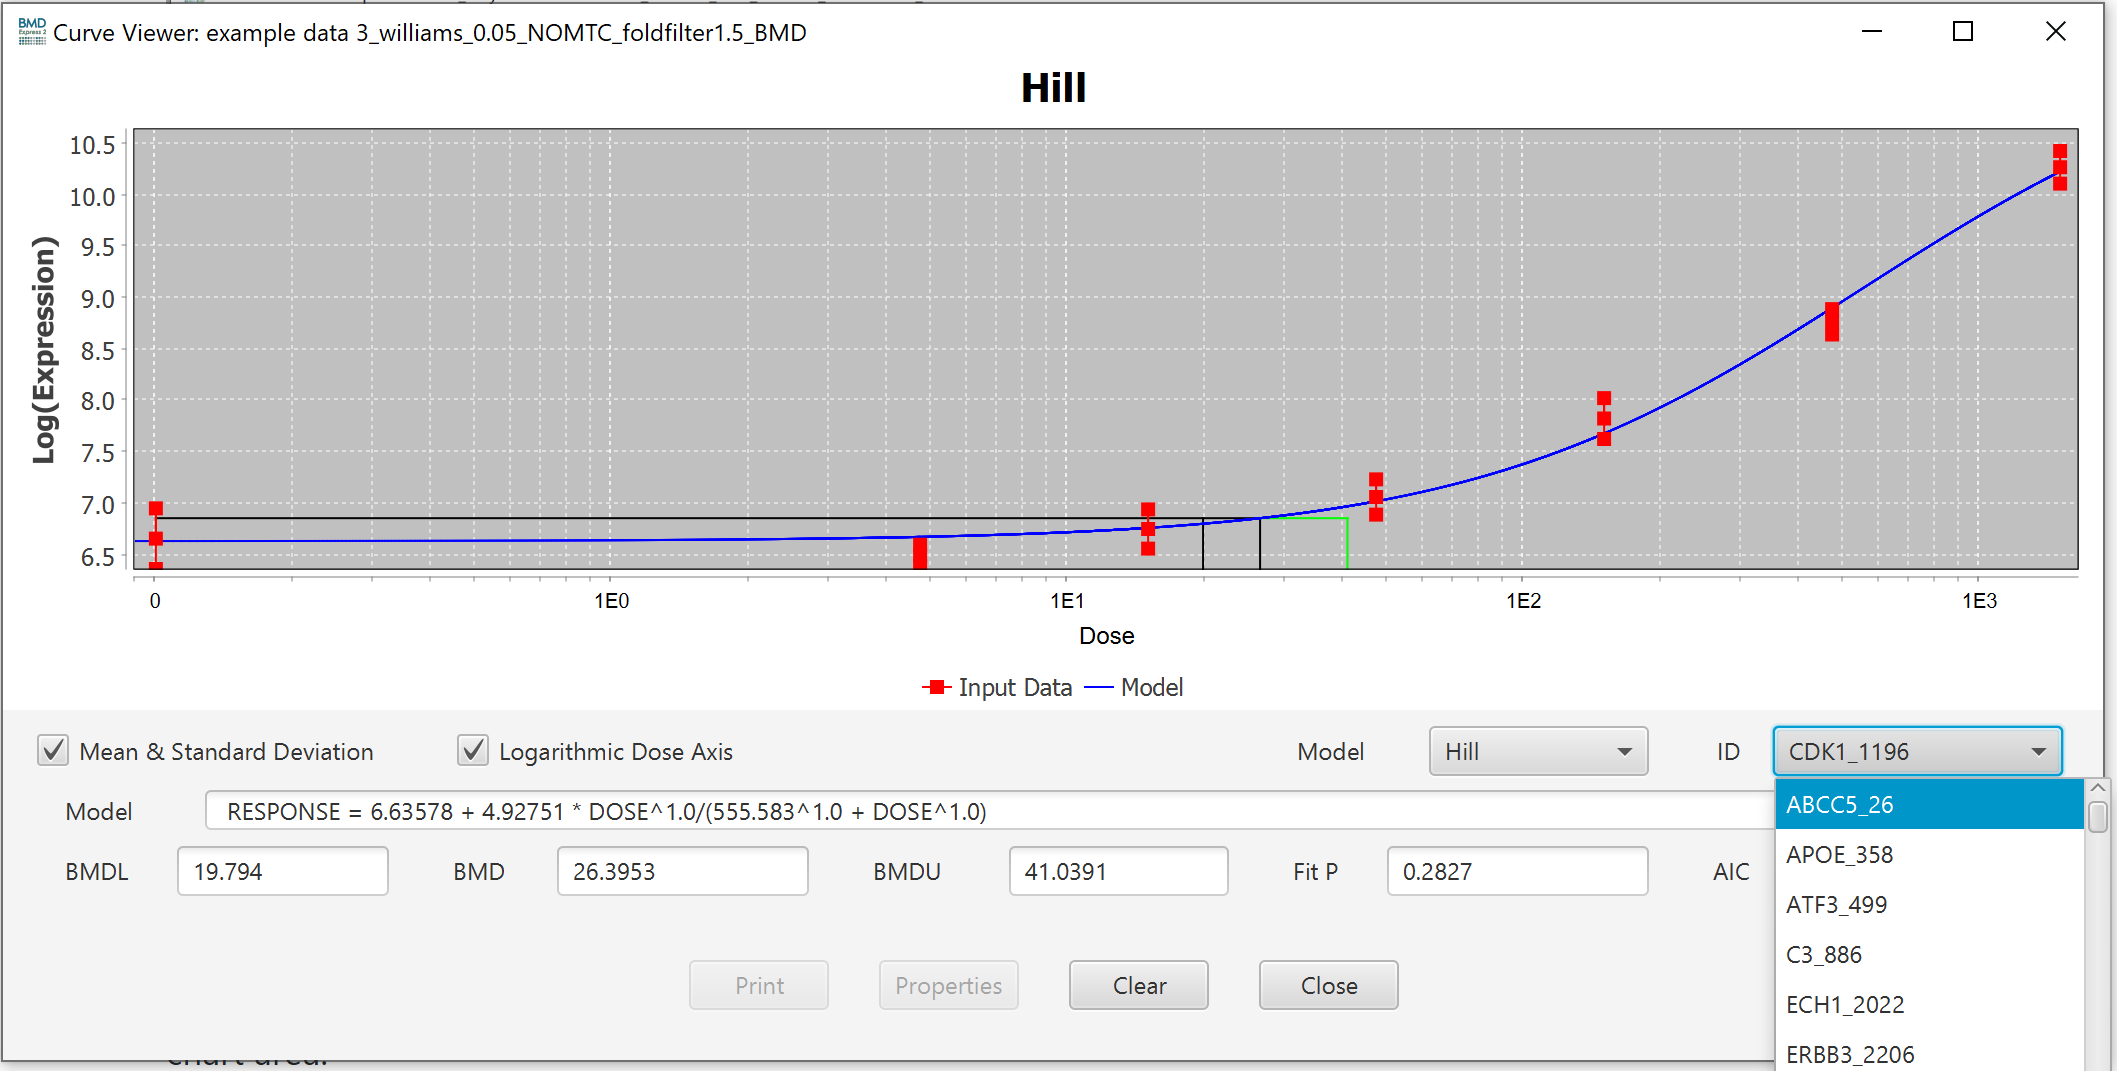 BMD
Express 2
Curve Viewer: example data 3_williams_0.05_NOMTC_foldfilter1.5_BMD
Hill
10.5
10.0
9.5
9.0
8.5
8.0
7.5
7.0
6.5
Log(Expression)
0 1E0 1E1 1E2 1E3
Dose
Input Data Model
Mean & Standard Deviation Logarithmic Dose Axis Model Hill ID CDK1_1196
Model RESPONSE = 6.63578 + 4.92751 * DOSE^1.0/(555.583^1.0 + DOSE^1.0)
BMDL 19.794 BMD 26.3953 BMDU 41.0391 Fit P 0.2827 AIC
ABCC5_26
APOE_358
ATF3_499
C3_886
ECH1_2022
ERBB3_2206
Print Properties Clear Close